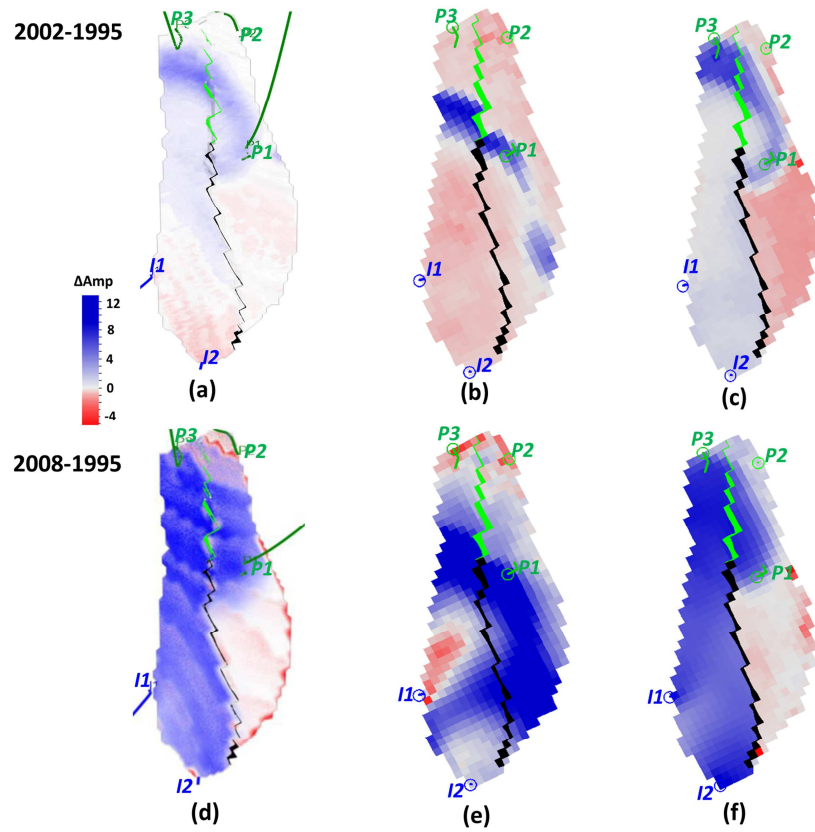 2002-1995
P3
P2
P1
I1
I2
(a)
P3
P2
P1
I1
I2
(b)
P3
P2
P1
I1
I2
(c)
ΔAmp
12
8
4
0
-4
2008-1995
P3
P2
P1
I1
I2
(d)
P3
P2
P1
I1
I2
(e)
P3
P2
P1
I1
I2
(f)